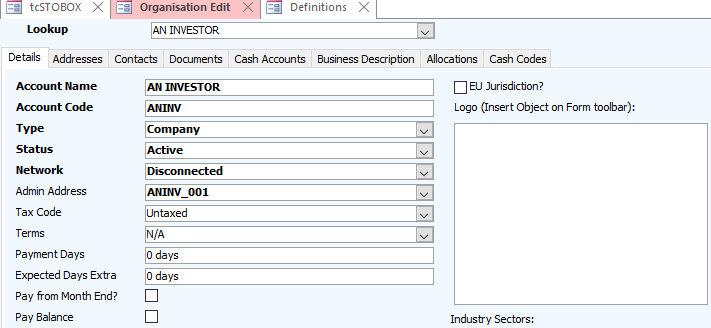 tcSTOBOX Organisation Edit Definitions
Lookup AN INVESTOR
Details Addresses Contacts Documents Cash Accounts Business Description Allocations Cash Codes
Account Name AN INVESTOR
EU Jurisdiction?
Account Code ANINV
Logo (Insert Object on Form toolbar):
Type Company
Status Active
Network Disconnected
Admin Address ANINV_001
Tax Code Untaxed
Terms N/A
Payment Days 0 days
Expected Days Extra 0 days
Pay from Month End?
Pay Balance
Industry Sectors: